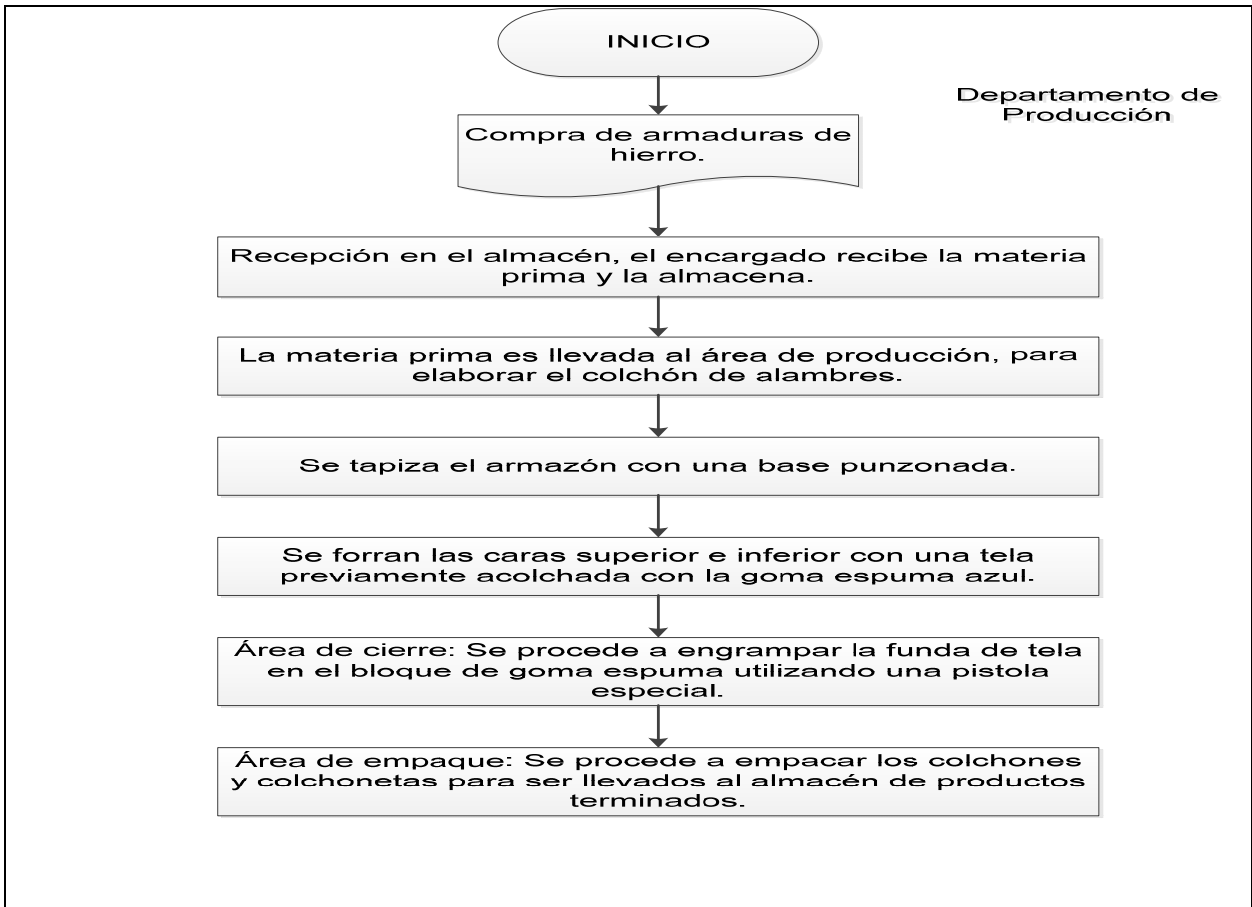 INICIO
Departamento de
Producción
Compra de armaduras de
hierro.
Recepción en el almacén, el encargado recibe la materia
prima y la almacena.
La materia prima es llevada al área de producción, para
elaborar el colchón de alambres.
Se tapiza el armazón con una base punzonada.
Se forran las caras superior e inferior con una tela
previamente acolchada con la goma espuma azul.
Área de cierre: Se procede a engrampar la funda de tela
en el bloque de goma espuma utilizando una pistola
especial.
Área de empaque: Se procede a empacar los colchones
y colchonetas para ser llevados al almacén de productos
terminados.